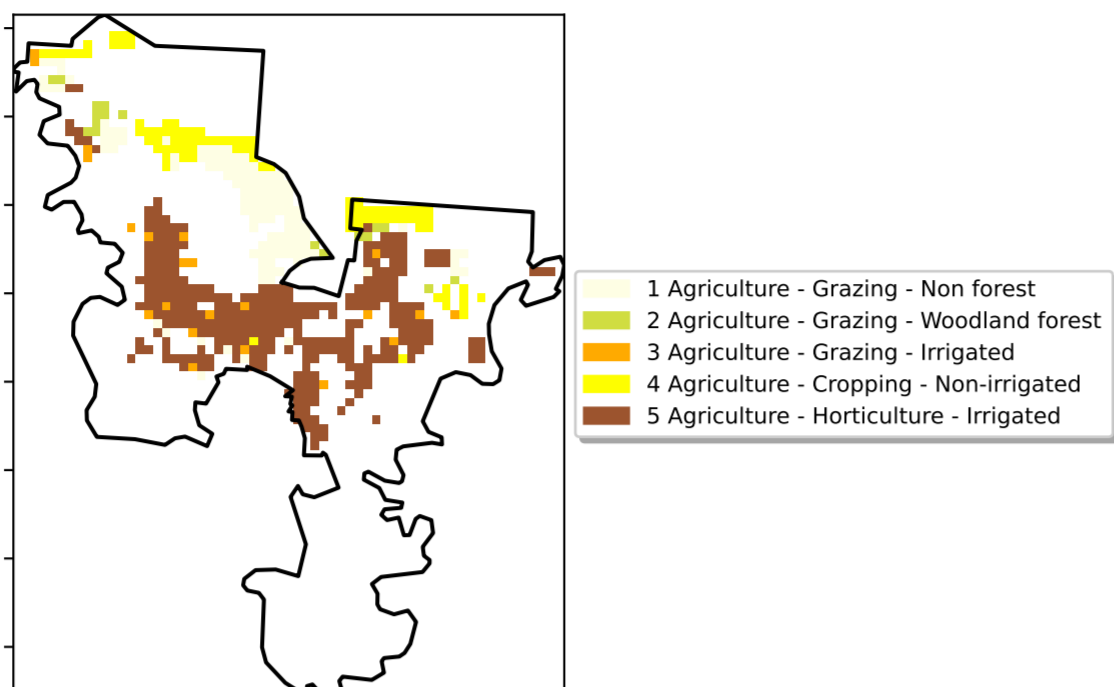 1 Agriculture - Grazing - Non forest
2 Agriculture - Grazing - Woodland forest
3 Agriculture - Grazing - Irrigated
4 Agriculture - Cropping - Non-irrigated
5 Agriculture - Horticulture - Irrigated